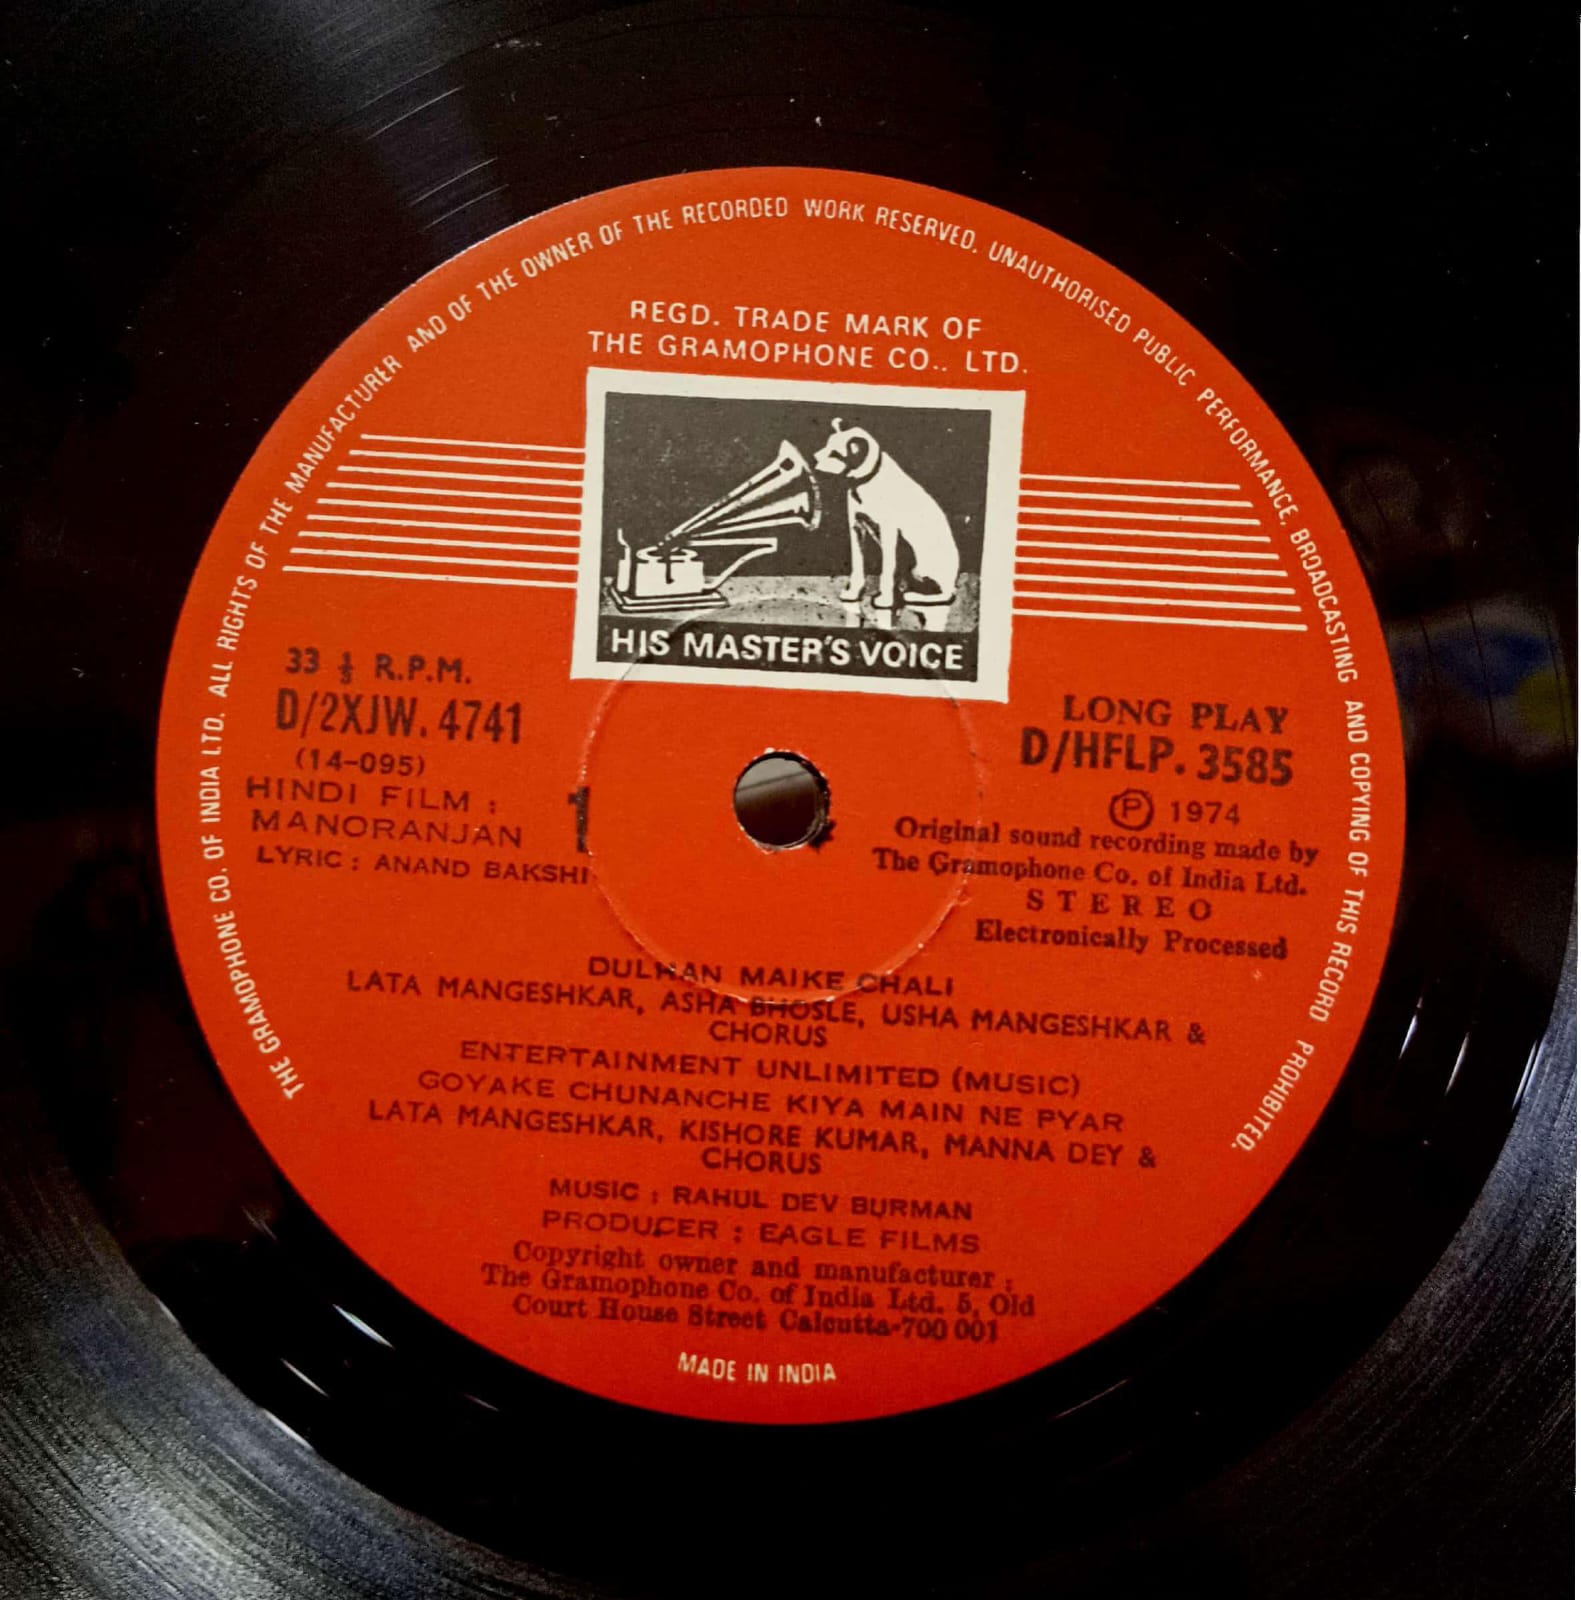 THE GRAMOPHONE CO. OF INDIA LTD. ALL RIGHTS OF THE MANUFACTURER AND OF THE OWNER OF THE RECORDED WORK RESERVED. UNAUTHORISED PUBLIC PERFORMANCE, BROADCASTING AND COPYING OF THIS RECORD PROHIBITED.
REGD. TRADE MARK OF
THE GRAMOPHONE CO.. LTD.
HIS MASTER'S VOICE
33 ⅓ R.P.M.
D/2XJW. 4741
(14-095)
HINDI FILM :
MANORANJAN
LYRIC : ANAND BAKSHI
1
LONG PLAY
D/HFLP. 3585
Ⓟ 1974
Original sound recording made by
The Gramophone Co. of India Ltd.
STEREO
Electronically Processed
DULHAN MAIKE CHALI
LATA MANGESHKAR, ASHA BHOSLE, USHA MANGESHKAR &
CHORUS
ENTERTAINMENT UNLIMITED (MUSIC)
GOYAKE CHUNANCHE KIYA MAIN NE PYAR
LATA MANGESHKAR, KISHORE KUMAR, MANNA DEY &
CHORUS
MUSIC : RAHUL DEV BURMAN
PRODUCER : EAGLE FILMS
Copyright owner and manufacturer :
The Gramophone Co. of India Ltd. 5, Old
Court House Street Calcutta-700 001
MADE IN INDIA